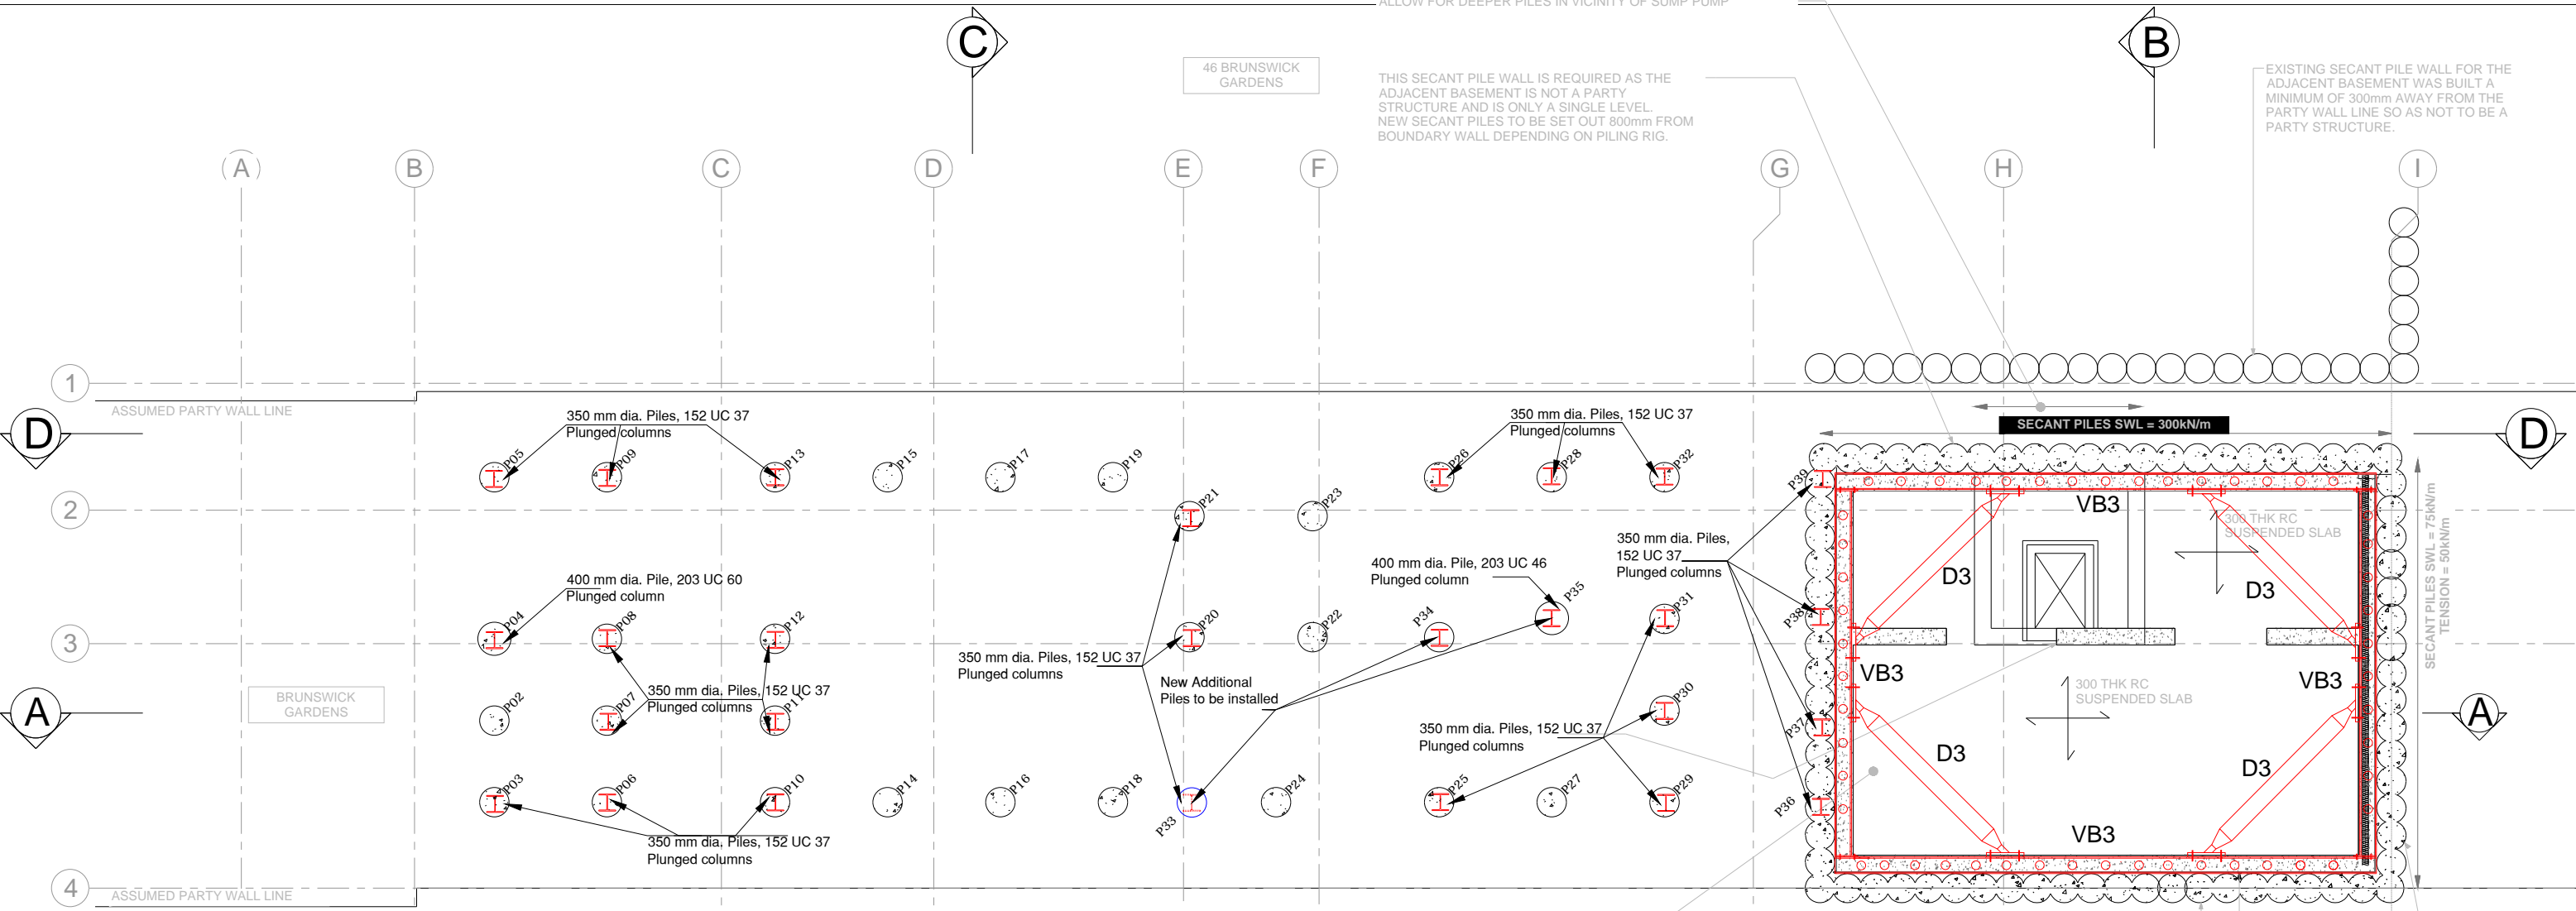 ALLOW FOR DEEPER PILES IN VICINITY OF SUMP PUMP
C
B
46 BRUNSWICK
GARDENS
THIS SECANT PILE WALL IS REQUIRED AS THE
ADJACENT BASEMENT IS NOT A PARTY
STRUCTURE AND IS ONLY A SINGLE LEVEL.
NEW SECANT PILES TO BE SET OUT 800mm FROM
BOUNDARY WALL DEPENDING ON PILING RIG.
EXISTING SECANT PILE WALL FOR THE
ADJACENT BASEMENT WAS BUILT A
MINIMUM OF 300mm AWAY FROM THE
PARTY WALL LINE SO AS NOT TO BE A
PARTY STRUCTURE.
A
B
C
D
E
F
G
H
I
1
ASSUMED PARTY WALL LINE
D
350 mm dia. Piles, 152 UC 37
Plunged columns
350 mm dia. Piles, 152 UC 37
Plunged columns
SECANT PILES SWL = 300kN/m
D
P05
P09
P13
P15
P17
P19
P26
P28
P32
P39
2
P21
P23
VB3
300 THK RC
SUSPENDED SLAB
SECANT PILES SWL = 75kN/m
TENSION = 50kN/m
350 mm dia. Piles,
152 UC 37
Plunged columns
400 mm dia. Pile, 203 UC 60
Plunged column
400 mm dia. Pile, 203 UC 46
Plunged column
D3
D3
3
P04
P08
P12
P20
P22
P34
P35
P31
P38
350 mm dia. Piles, 152 UC 37
Plunged columns
New Additional
Piles to be installed
VB3
VB3
300 THK RC
SUSPENDED SLAB
BRUNSWICK
GARDENS
350 mm dia. Piles, 152 UC 37
Plunged columns
A
P02
P07
P11
P30
P37
A
350 mm dia. Piles, 152 UC 37
Plunged columns
D3
D3
P03
P06
P10
P14
P16
P18
P33
P24
P25
P27
P29
P36
350 mm dia. Piles, 152 UC 37
Plunged columns
VB3
4
ASSUMED PARTY WALL LINE